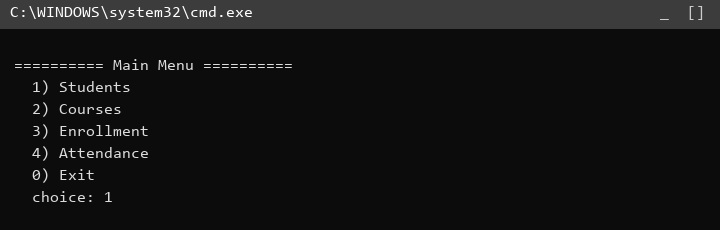 C:\WINDOWS\system32\cmd.exe _ []
========== Main Menu ==========
1) Students
2) Courses
3) Enrollment
4) Attendance
0) Exit
choice: 1